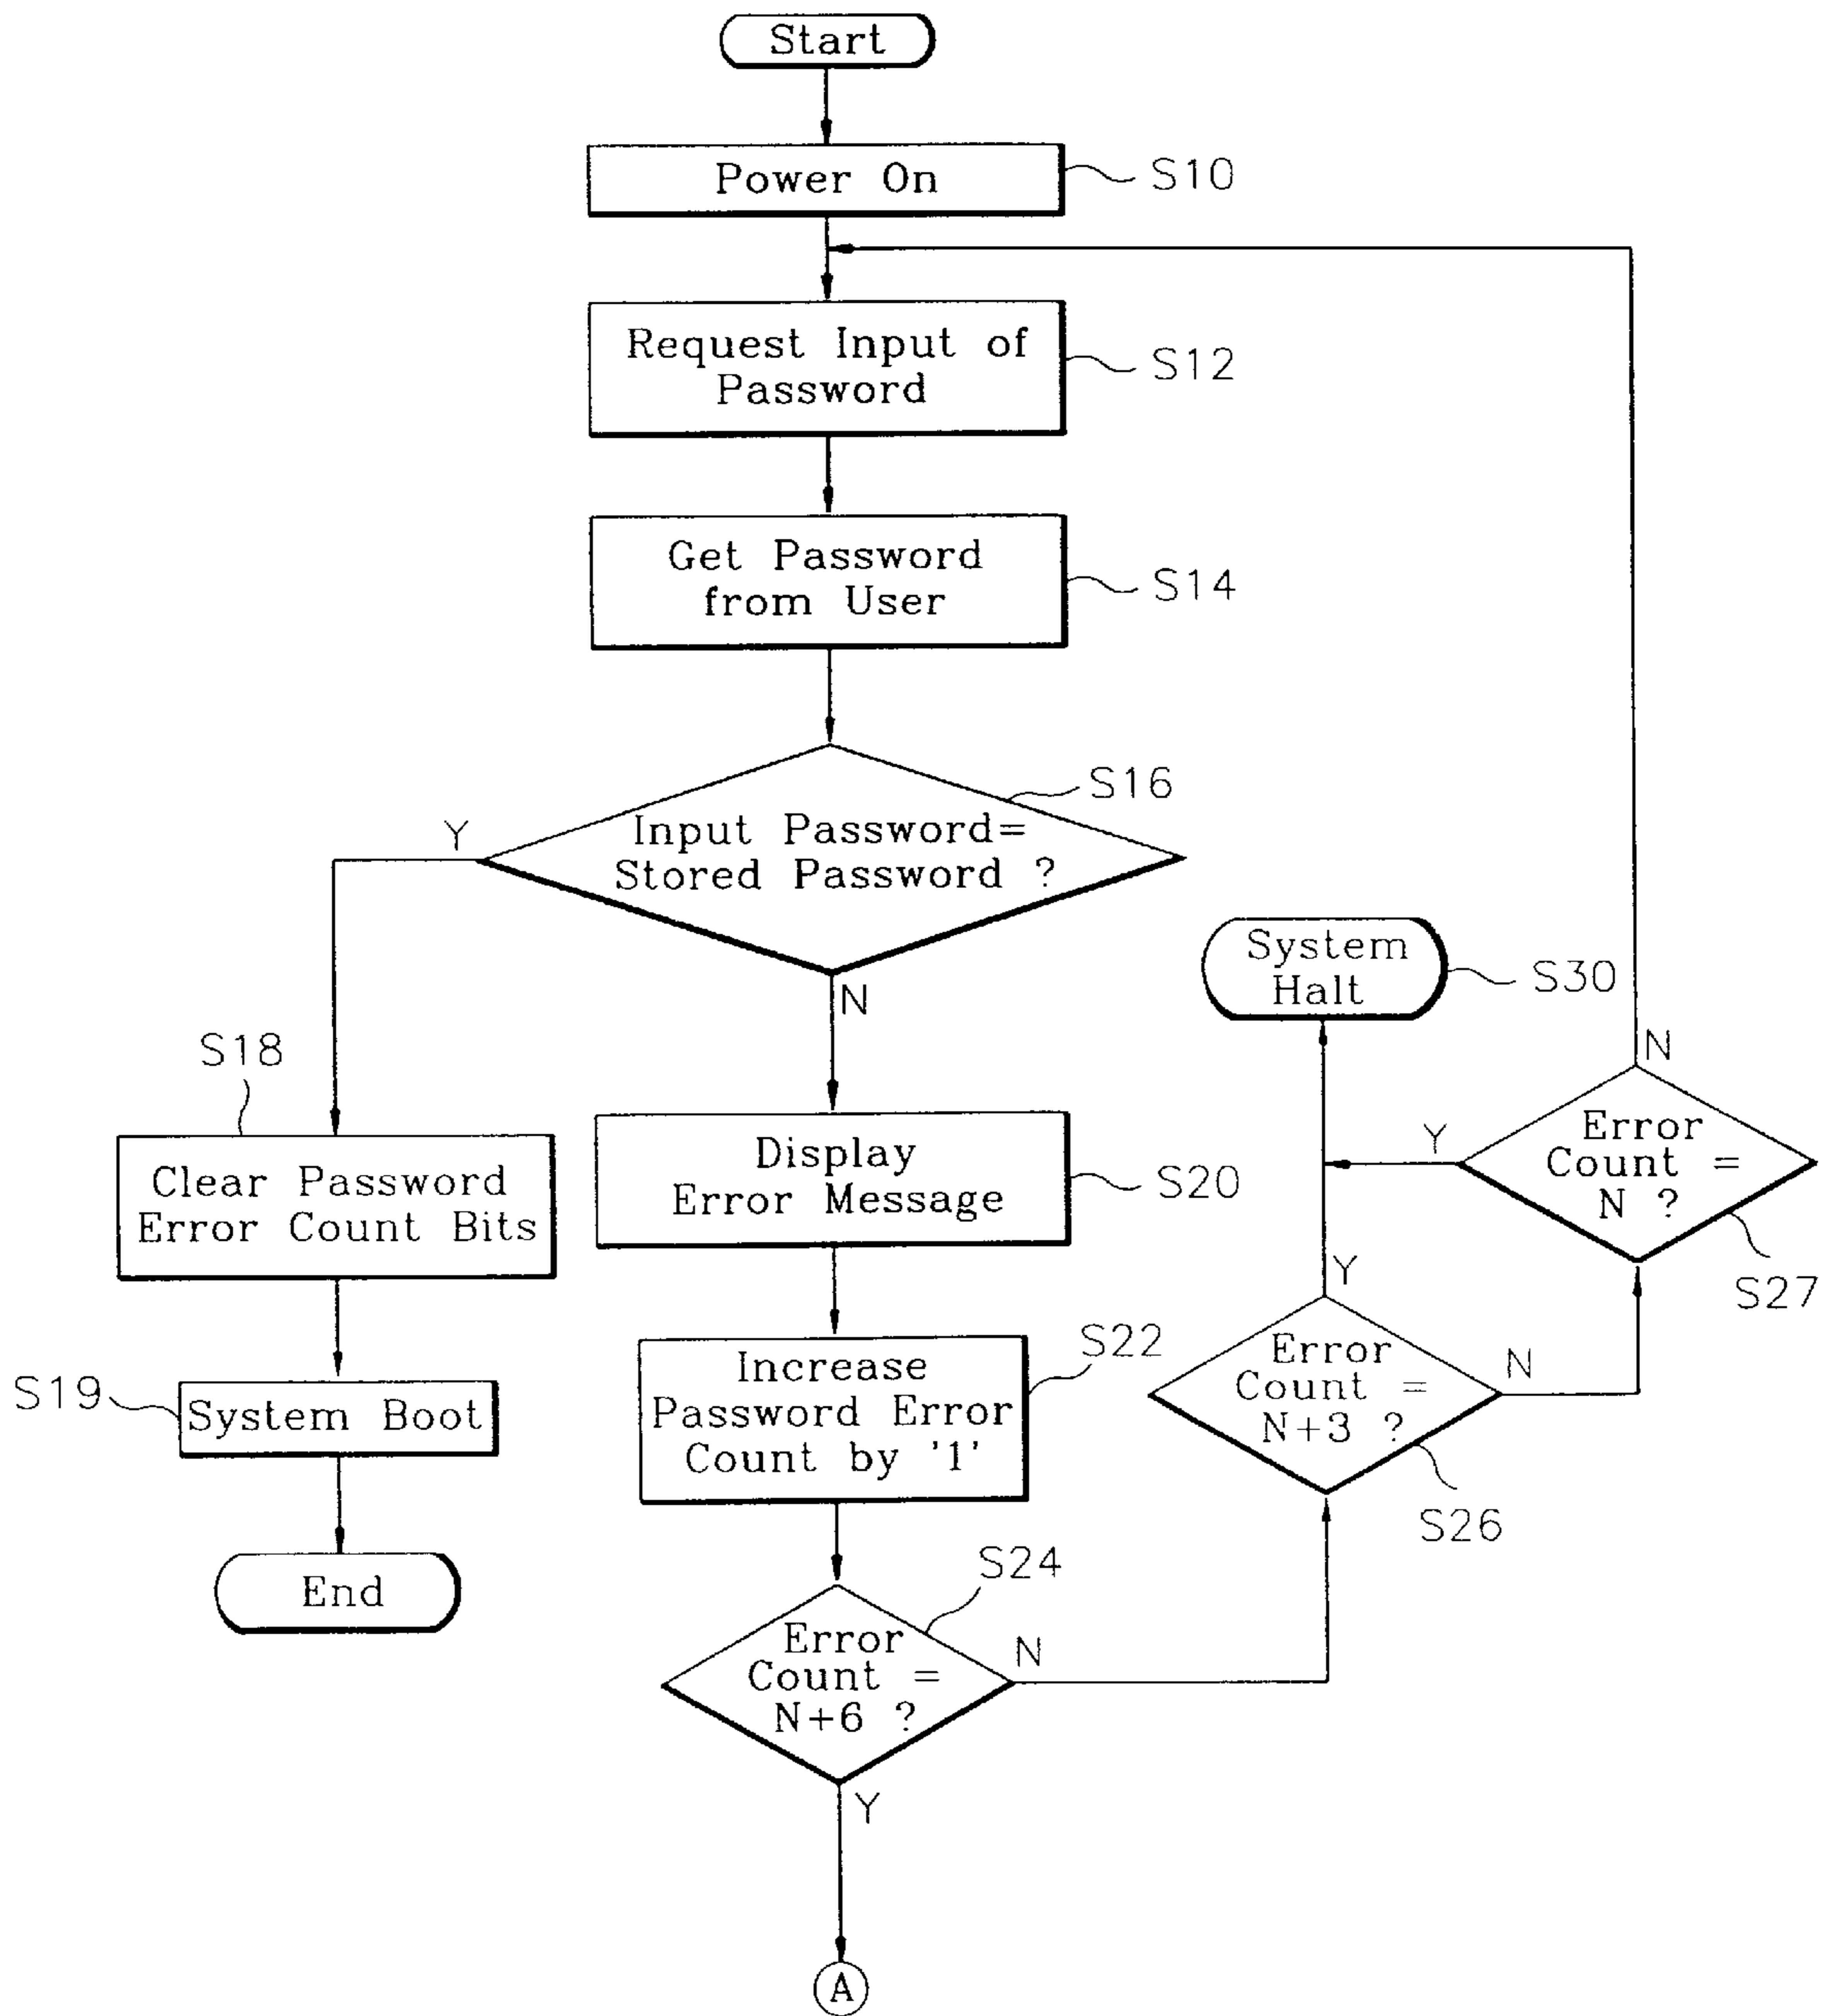 Start
Power On
S10
Request Input of
Password
S12
Get Password
from User
S14
S16
Input Password=
Stored Password ?
Y
N
System
Halt
S30
S18
Clear Password
Error Count Bits
Display
Error Message
S20
N
Error
Count =
N ?
Y
S27
S19
System Boot
Increase
Password Error
Count by '1'
S22
Y
Error
Count =
N+3 ?
N
S26
End
S24
Error
Count =
N+6 ?
N
Y
A